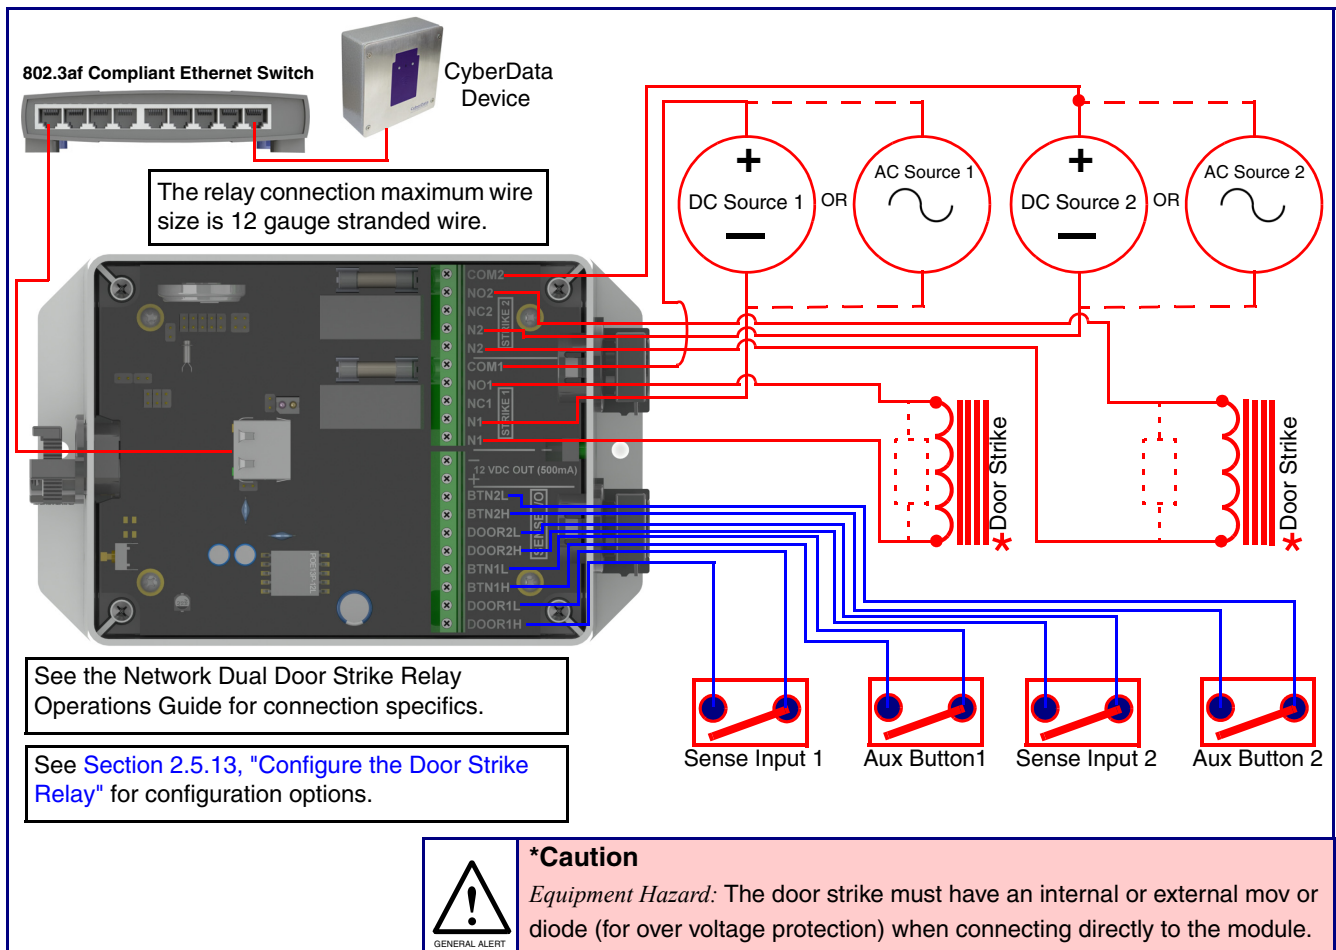 802.3af Compliant Ethernet Switch
CyberData
Device
The relay connection maximum wire
size is 12 gauge stranded wire.
+
DC Source 1
—
OR
AC Source 1
+
DC Source 2
—
OR
AC Source 2
COM2
NO2
NC2
N2
N2
STRIKE 2
COM1
NO1
NC1
N1
N1
STRIKE 1
–
+
12 VDC OUT (500mA)
BTN2L
BTN2H
DOOR2L
DOOR2H
BTN1L
BTN1H
DOOR1L
DOOR1H
SENSE I/O
*Door Strike
*Door Strike
Sense Input 1
Aux Button1
Sense Input 2
Aux Button 2
See the Network Dual Door Strike Relay
Operations Guide for connection specifics.
See Section 2.5.13, "Configure the Door Strike
Relay" for configuration options.
GENERAL ALERT
*Caution
Equipment Hazard: The door strike must have an internal or external mov or
diode (for over voltage protection) when connecting directly to the module.